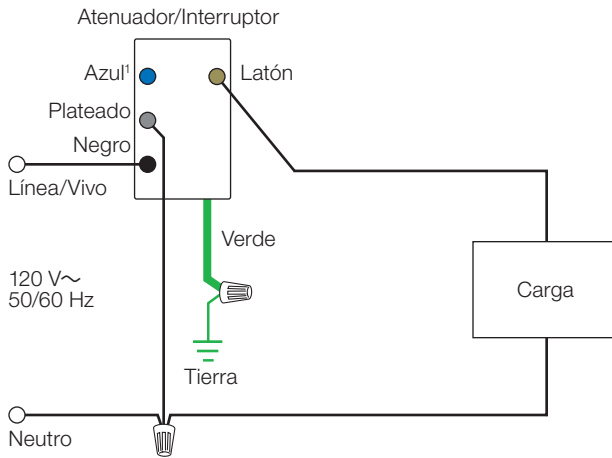 Atenuador/Interruptor
Azul¹
Latón
Plateado
Negro
Línea/Vivo
Verde
120 V~
50/60 Hz
Carga
Tierra
Neutro